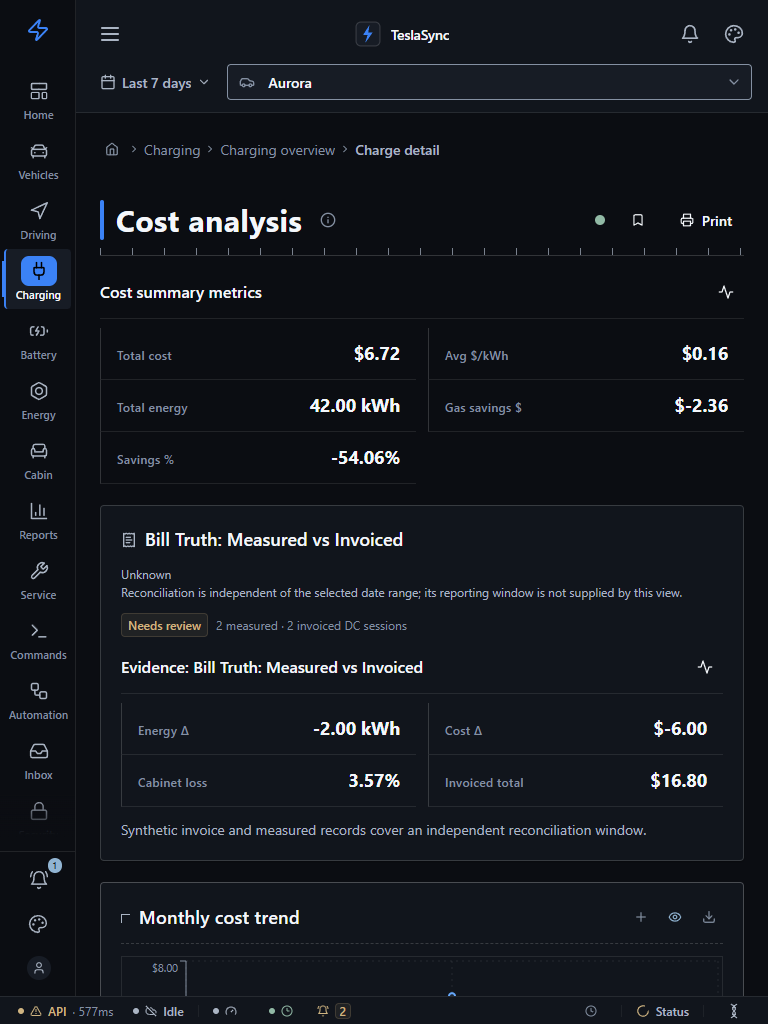 TeslaSync
Last 7 days
Aurora
Home
Vehicles
Driving
Charging
Battery
Energy
Cabin
Reports
Service
Commands
Automation
Inbox
1
Charging
Charging overview
Charge detail
Cost analysis
Print
Cost summary metrics
Total cost
$6.72
Avg $/kWh
$0.16
Total energy
42.00 kWh
Gas savings $
$-2.36
Savings %
-54.06%
Bill Truth: Measured vs Invoiced
Unknown
Reconciliation is independent of the selected date range; its reporting window is not supplied by this view.
Needs review
2 measured · 2 invoiced DC sessions
Evidence: Bill Truth: Measured vs Invoiced
Energy Δ
-2.00 kWh
Cost Δ
$-6.00
Cabinet loss
3.57%
Invoiced total
$16.80
Synthetic invoice and measured records cover an independent reconciliation window.
Monthly cost trend
$8.00
API · 577ms
Idle
2
Status